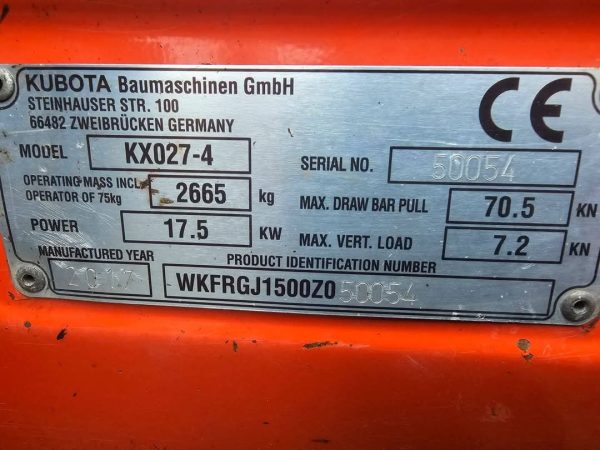 KUBOTA Baumaschinen GmbH
STEINHAUSER STR. 100
66482 ZWEIBRÜCKEN GERMANY
CE
MODEL KX027-4
SERIAL NO. 50054
OPERATING MASS INCL.
OPERATOR OF 75kg 2665 kg
MAX. DRAW BAR PULL 70.5 KN
POWER 17.5 KW
MAX. VERT. LOAD 7.2 KN
MANUFACTURED YEAR
2017
PRODUCT IDENTIFICATION NUMBER
WKFRGJ1500Z050054